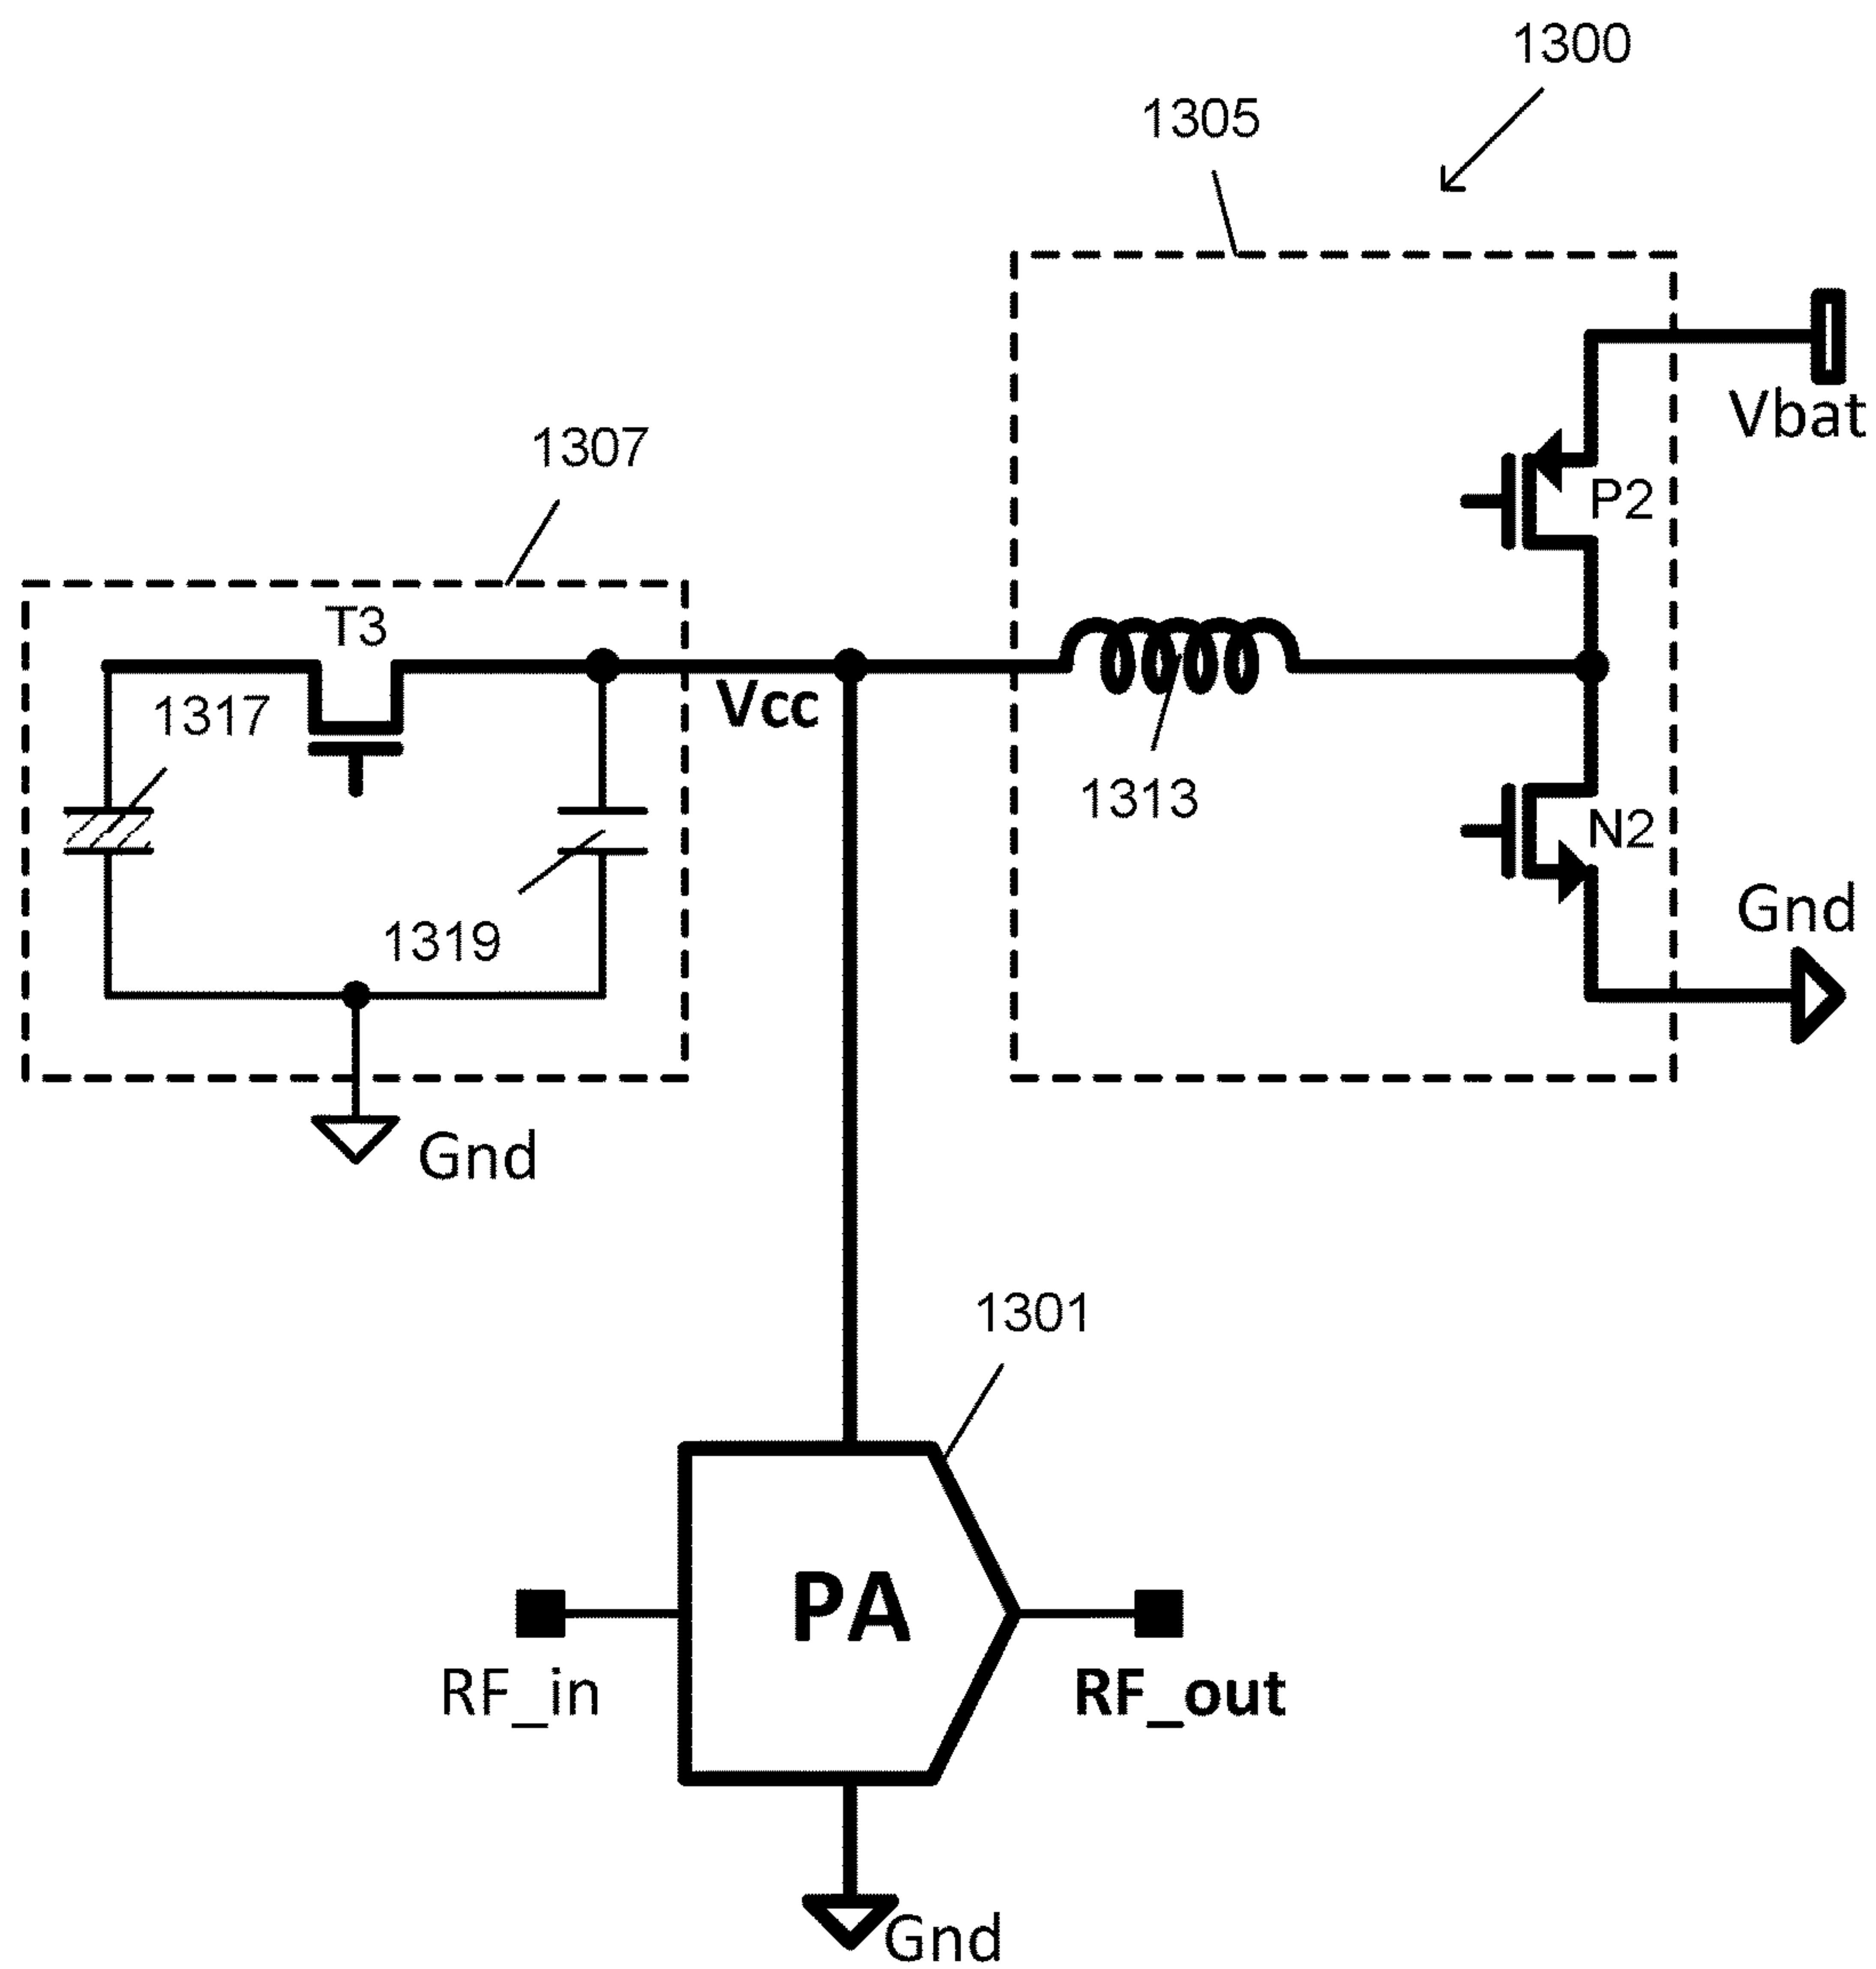 1300
1305
Vbat
1307
P2
T3
1317
Vcc
1313
N2
1319
Gnd
Gnd
1301
PA
RF_in
RF_out
Gnd